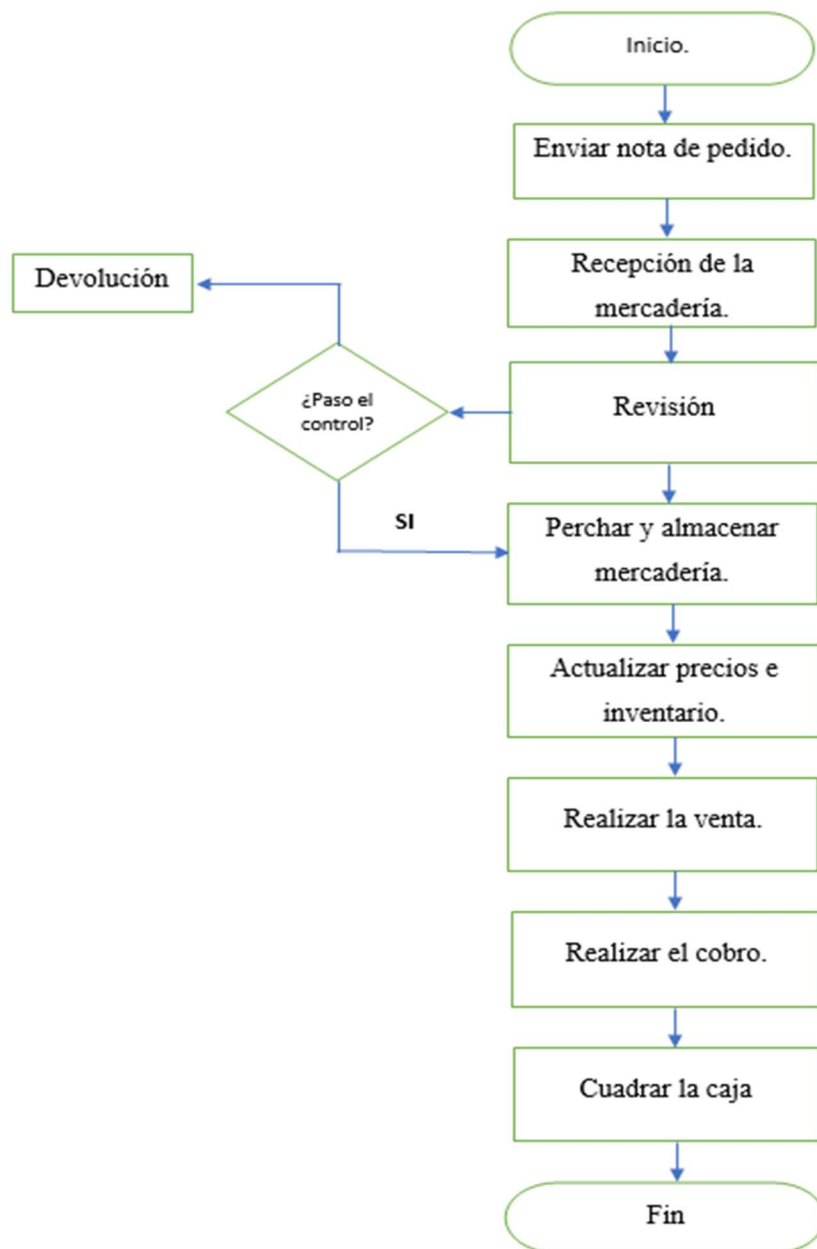 Inicio.
Enviar nota de pedido.
Recepción de la
mercadería.
Devolución
Revisión
¿Paso el
control?
SI
Perchar y almacenar
mercadería.
Actualizar precios e
inventario.
Realizar la venta.
Realizar el cobro.
Cuadrar la caja
Fin